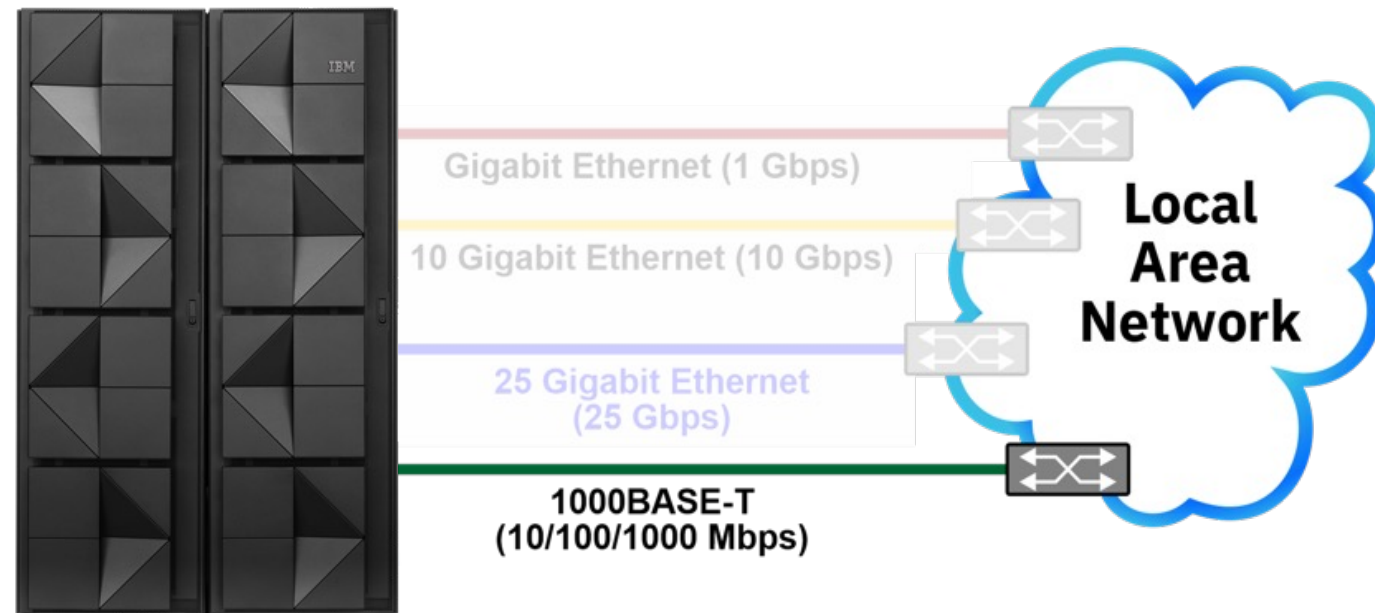 IBM
Gigabit Ethernet (1 Gbps)
10 Gigabit Ethernet (10 Gbps)
25 Gigabit Ethernet
(25 Gbps)
1000BASE-T
(10/100/1000 Mbps)
Local
Area
Network